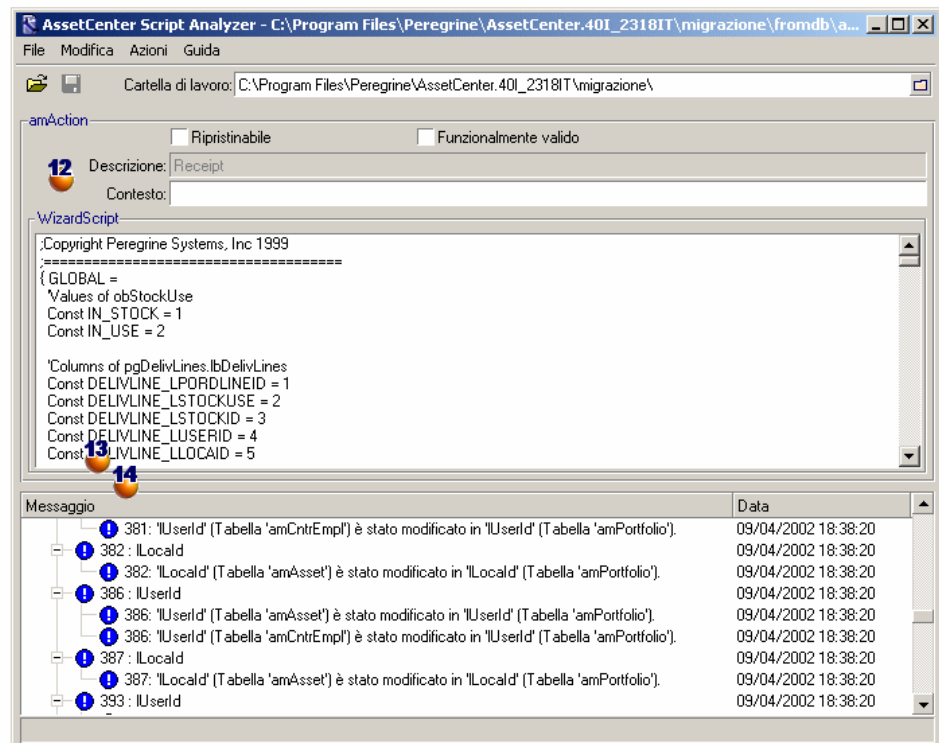 AssetCenter Script Analyzer - C:\Program Files\Peregrine\AssetCenter.40I_2318IT\migrazione\fromdb\a...
File Modifica Azioni Guida
Cartella di lavoro: C:\Program Files\Peregrine\AssetCenter.40I_2318IT\migrazione\
amAction
Ripristinabile Funzionalmente valido
12 Descrizione: Receipt
Contesto:
WizardScript
;Copyright Peregrine Systems, Inc 1999
;=====================================
{ GLOBAL =
'Values of obStockUse
Const IN_STOCK = 1
Const IN_USE = 2
'Columns of pgDelivLines.lbDelivLines
Const DELIVLINE_LPORDLINEID = 1
Const DELIVLINE_LSTOCKUSE = 2
Const DELIVLINE_LSTOCKID = 3
Const DELIVLINE_LUSERID = 4
Const LIVLINE_LLOCAID = 5
13
14
Messaggio Data
381: 'lUserId' (Tabella 'amCntrEmpl') è stato modificato in 'lUserId' (Tabella 'amPortfolio'). 09/04/2002 18:38:20
382 : lLocaId 09/04/2002 18:38:20
382: 'lLocaId' (Tabella 'amAsset') è stato modificato in 'lLocaId' (Tabella 'amPortfolio'). 09/04/2002 18:38:20
386 : lUserId 09/04/2002 18:38:20
386: 'lUserId' (Tabella 'amAsset') è stato modificato in 'lUserId' (Tabella 'amPortfolio'). 09/04/2002 18:38:20
386: 'lUserId' (Tabella 'amCntrEmpl') è stato modificato in 'lUserId' (Tabella 'amPortfolio'). 09/04/2002 18:38:20
387 : lLocaId 09/04/2002 18:38:20
387: 'lLocaId' (Tabella 'amAsset') è stato modificato in 'lLocaId' (Tabella 'amPortfolio'). 09/04/2002 18:38:20
393 : lUserId 09/04/2002 18:38:20